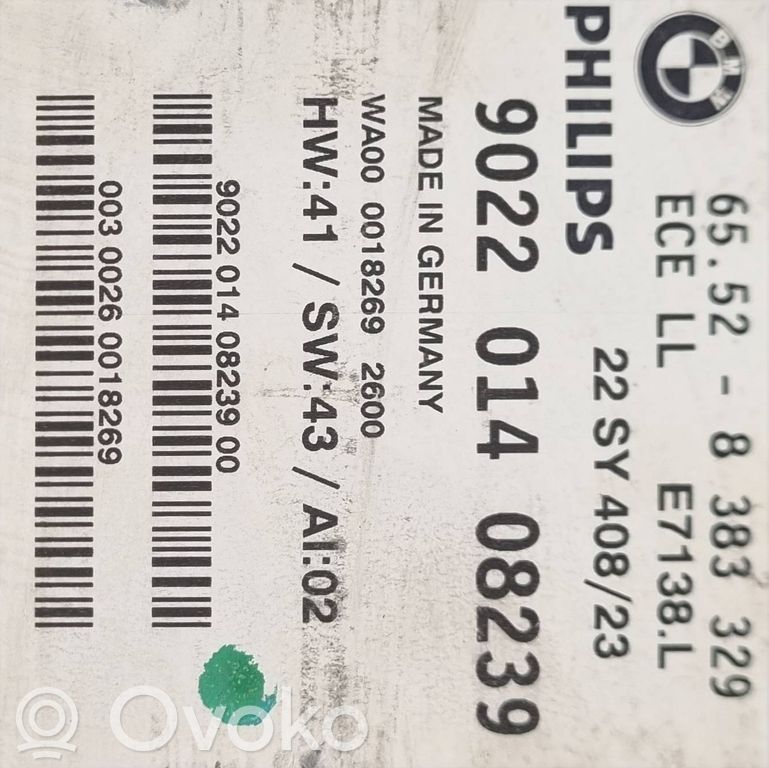 BMW
65.52 - 8 383 329
ECE LL E7138.L
PHILIPS
22 SY 408/23
9022 014 08239
MADE IN GERMANY
WA00 0018269 2600
HW:41 / SW:43 / AI:02
9022 014 08239 00
003 0026 0018269
Ovoko